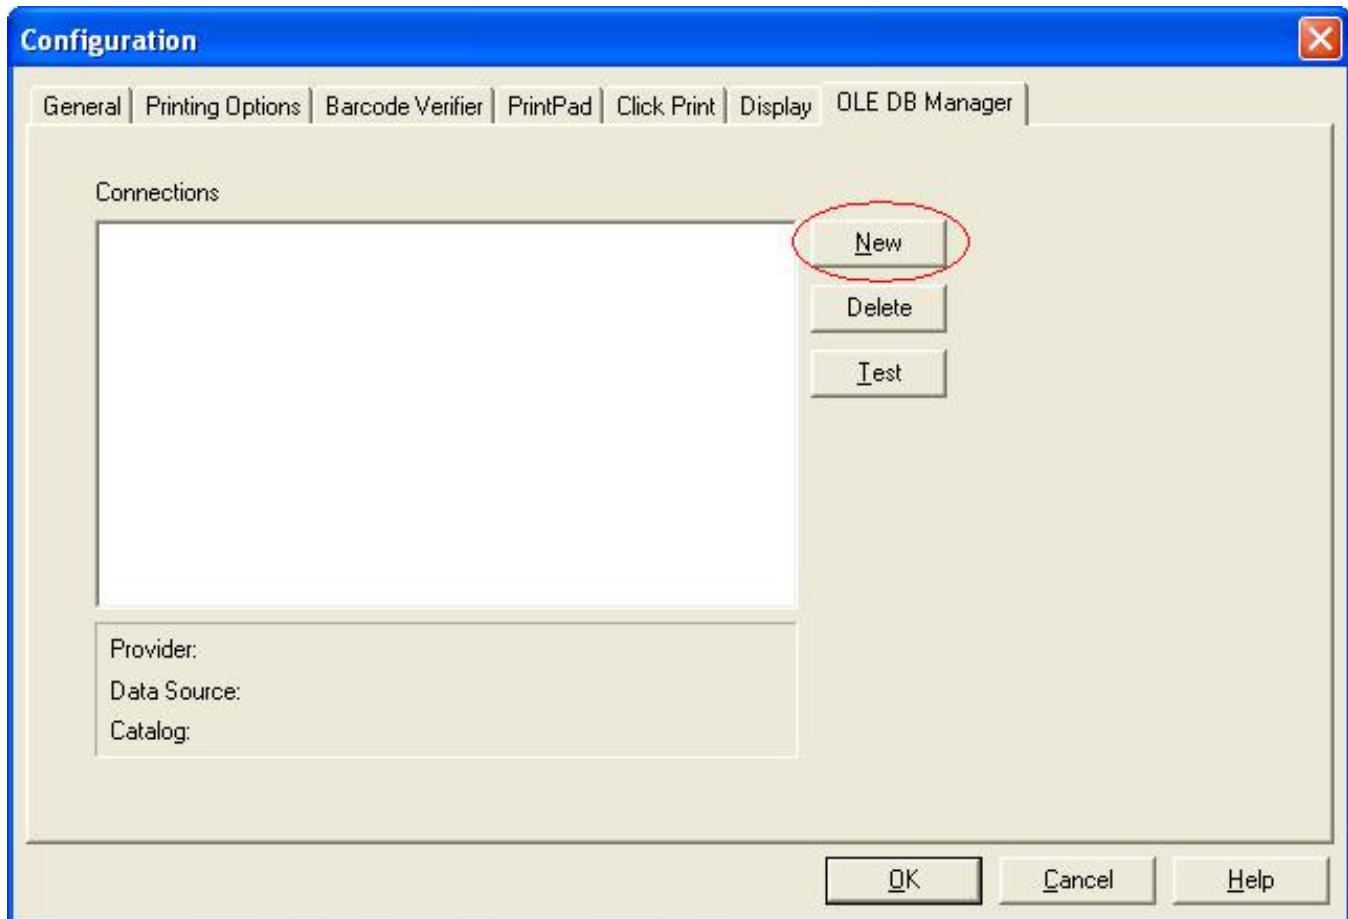 Configuration
General Printing Options Barcode Verifier PrintPad Click Print Display OLE DB Manager
Connections
New
Delete
Test
Provider:
Data Source:
Catalog:
OK Cancel Help